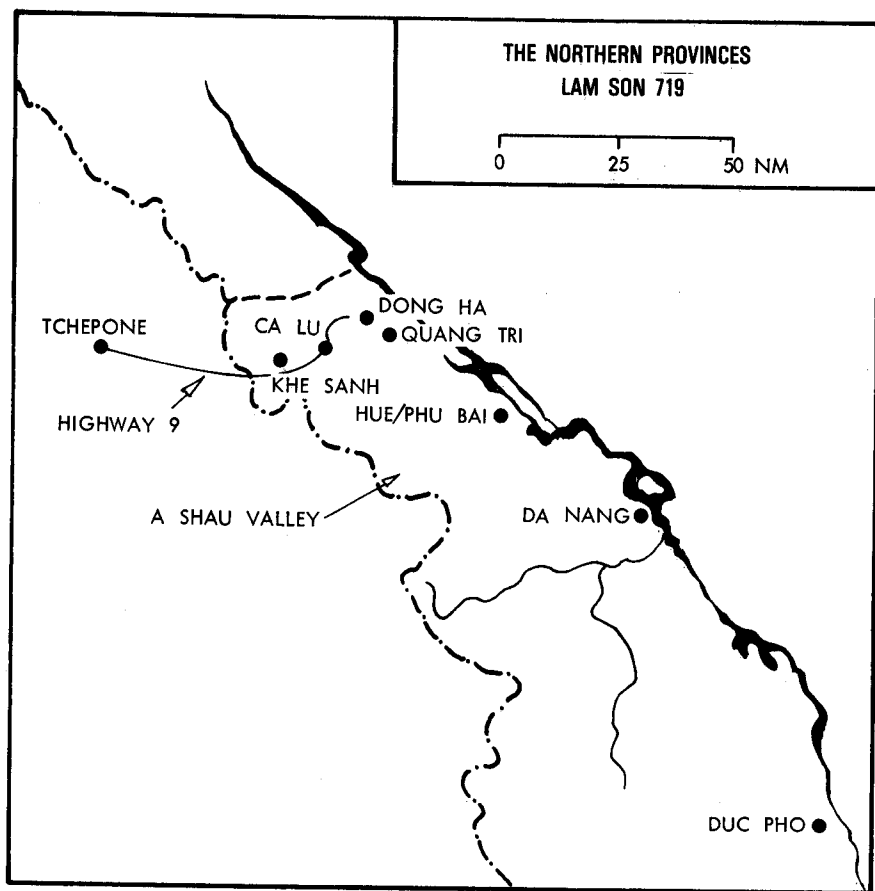 THE NORTHERN PROVINCES
LAM SON 719
0 25 50 NM
DONG HA
TCHEPONE
CA LU
QUANG TRI
KHE SANH
HIGHWAY 9
HUE/PHU BAI
A SHAU VALLEY
DA NANG
DUC PHO